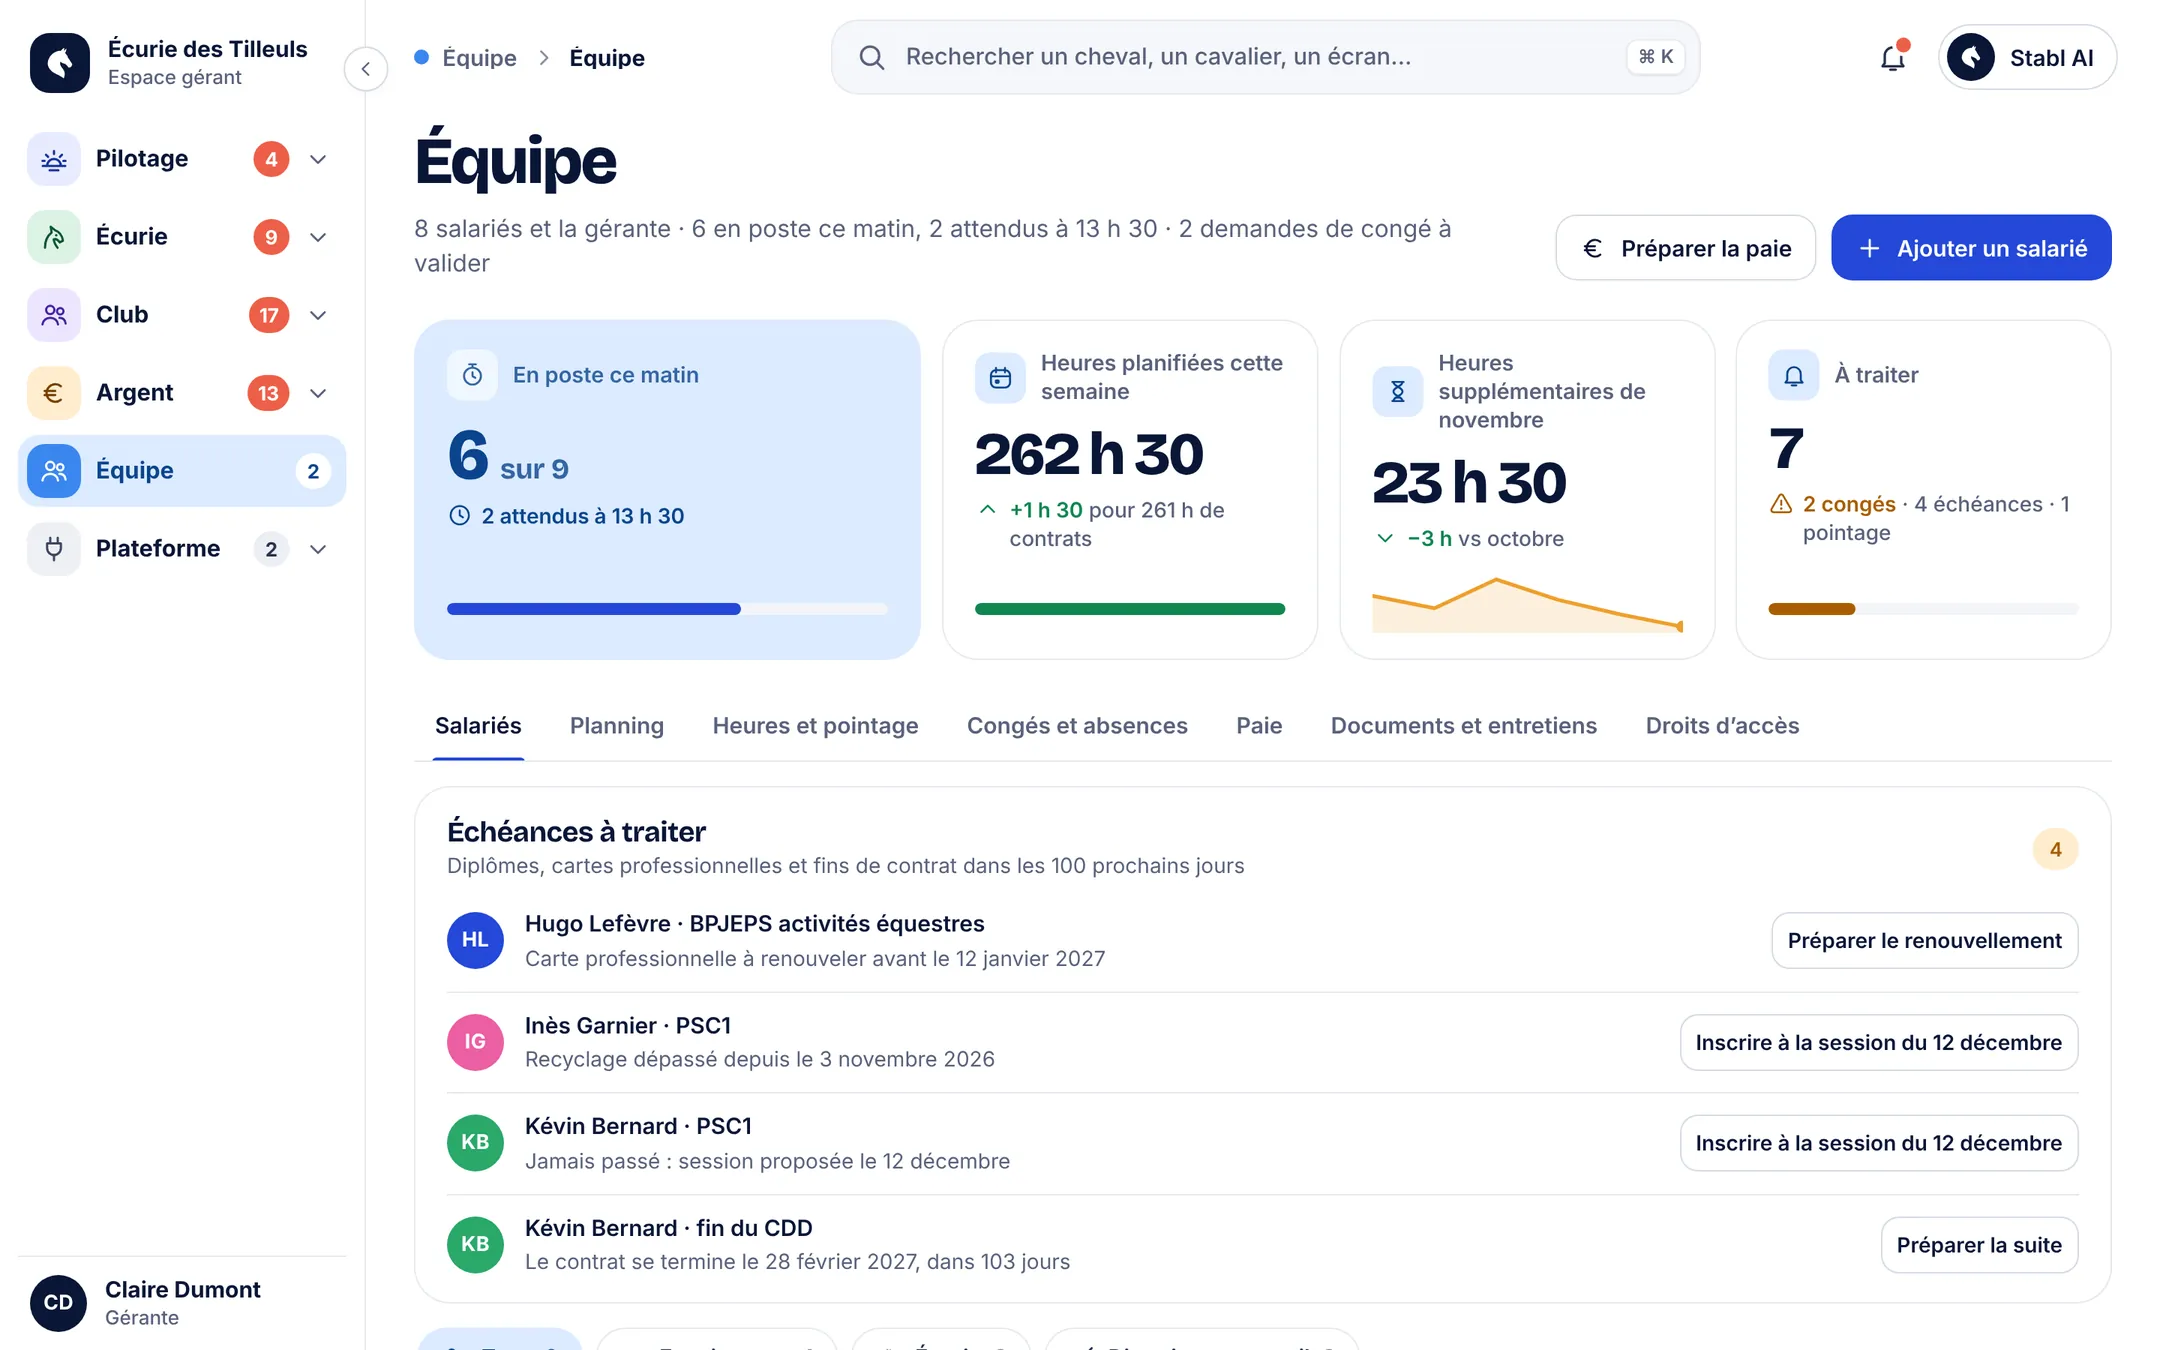 Écurie des Tilleuls
Espace gérant
Équipe
Équipe
Rechercher un cheval, un cavalier, un écran...
⌘ K
Stabl AI
Pilotage
4
Écurie
9
Club
17
Argent
13
Équipe
2
Plateforme
2
Équipe
8 salariés et la gérante · 6 en poste ce matin, 2 attendus à 13 h 30 · 2 demandes de congé à
valider
€ Préparer la paie
+ Ajouter un salarié
En poste ce matin
6 sur 9
2 attendus à 13 h 30
Heures planifiées cette
semaine
262 h 30
+1 h 30 pour 261 h de
contrats
Heures
supplémentaires de
novembre
23 h 30
−3 h vs octobre
À traiter
7
2 congés · 4 échéances · 1
pointage
Salariés
Planning
Heures et pointage
Congés et absences
Paie
Documents et entretiens
Droits d’accès
Échéances à traiter
Diplômes, cartes professionnelles et fins de contrat dans les 100 prochains jours
4
HL
Hugo Lefèvre · BPJEPS activités équestres
Carte professionnelle à renouveler avant le 12 janvier 2027
Préparer le renouvellement
IG
Inès Garnier · PSC1
Recyclage dépassé depuis le 3 novembre 2026
Inscrire à la session du 12 décembre
KB
Kévin Bernard · PSC1
Jamais passé : session proposée le 12 décembre
Inscrire à la session du 12 décembre
KB
Kévin Bernard · fin du CDD
Le contrat se termine le 28 février 2027, dans 103 jours
Préparer la suite
CD
Claire Dumont
Gérante